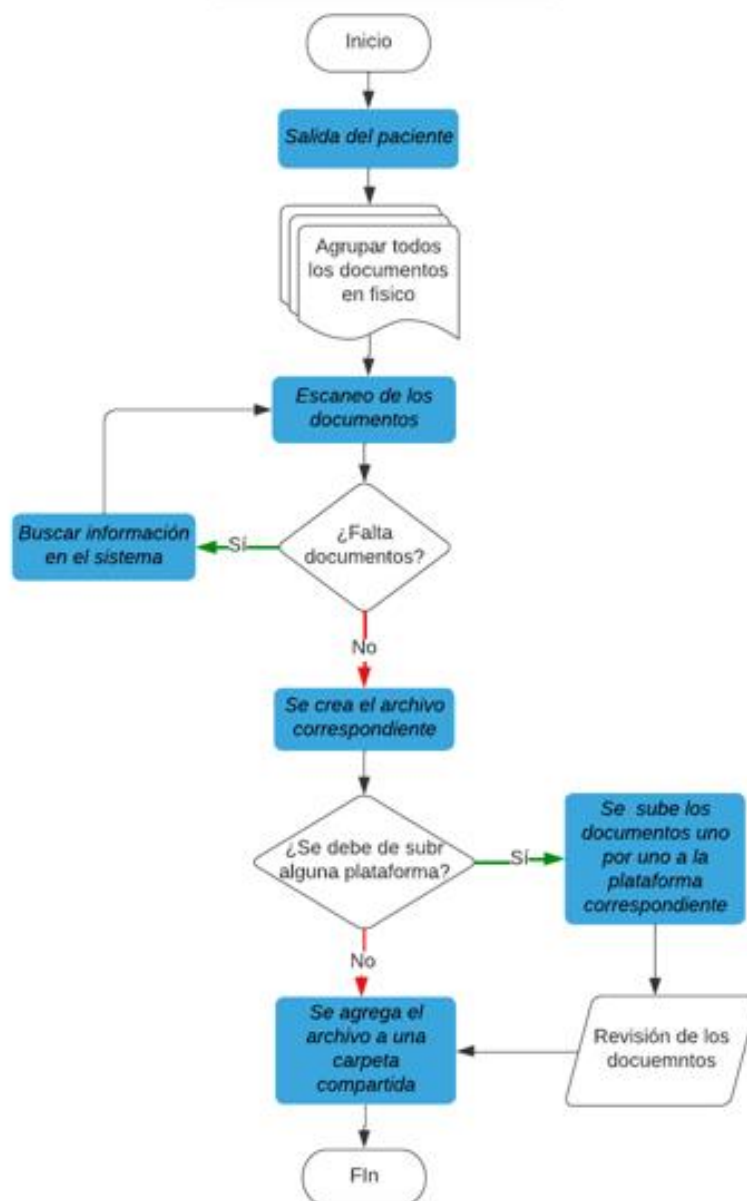 Inicio
Salida del paciente
Agrupar todos
los documentos
en fisico
Escaneo de los
documentos
Buscar información
en el sistema
Sí
¿Falta
documentos?
No
Se crea el archivo
correspondiente
¿Se debe de subr
alguna plataforma?
Sí
Se sube los
documentos uno
por uno a la
plataforma
correspondiente
No
Se agrega el
archivo a una
carpeta
compartida
Revisión de los
docuemntos
FIn